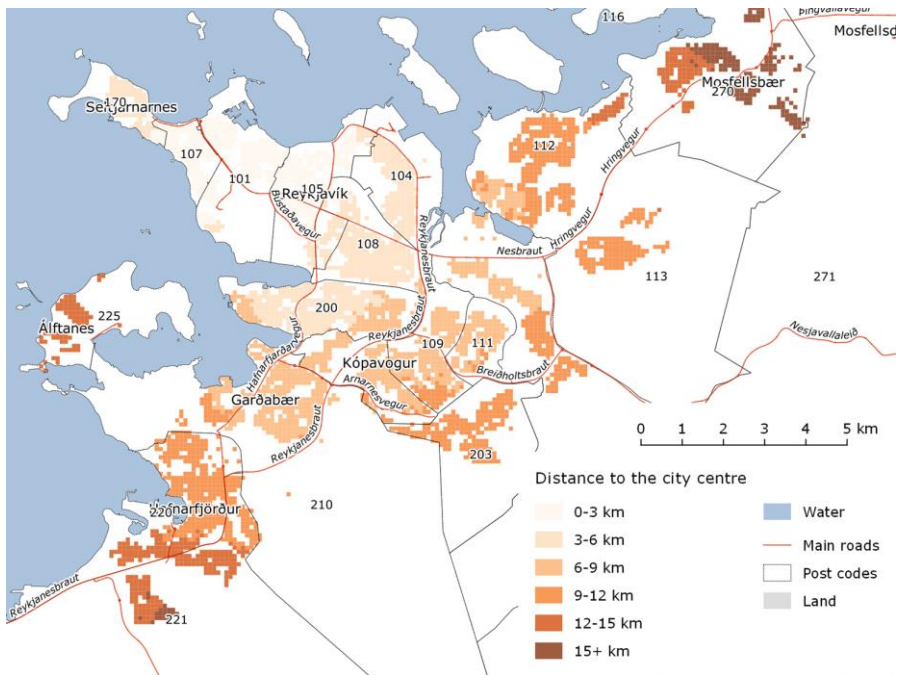 116
Þingvallavegur
Mosfellsd
Mosfellsbær
270
170
Seltjarnarnes
112
107
101
105
104
Reykjavík
Bústaðavegur
Hringvegur
108
Reykjanesbraut
Nesbraut
Hringvegur
113
271
200
225
Álftanes
Nesjavallaleið
Hafnarfjarðarvegur
Reykjanesbraut
109
111
Kópavogur
Breiðholtsbraut
Garðabær
Arnarnesvegur
Reykjanesbraut
203
0 1 2 3 4 5 km
Distance to the city centre
0-3 km
3-6 km
6-9 km
9-12 km
12-15 km
15+ km
Water
Main roads
Post codes
Land
210
220
Hafnarfjörður
Reykjanesbraut
221